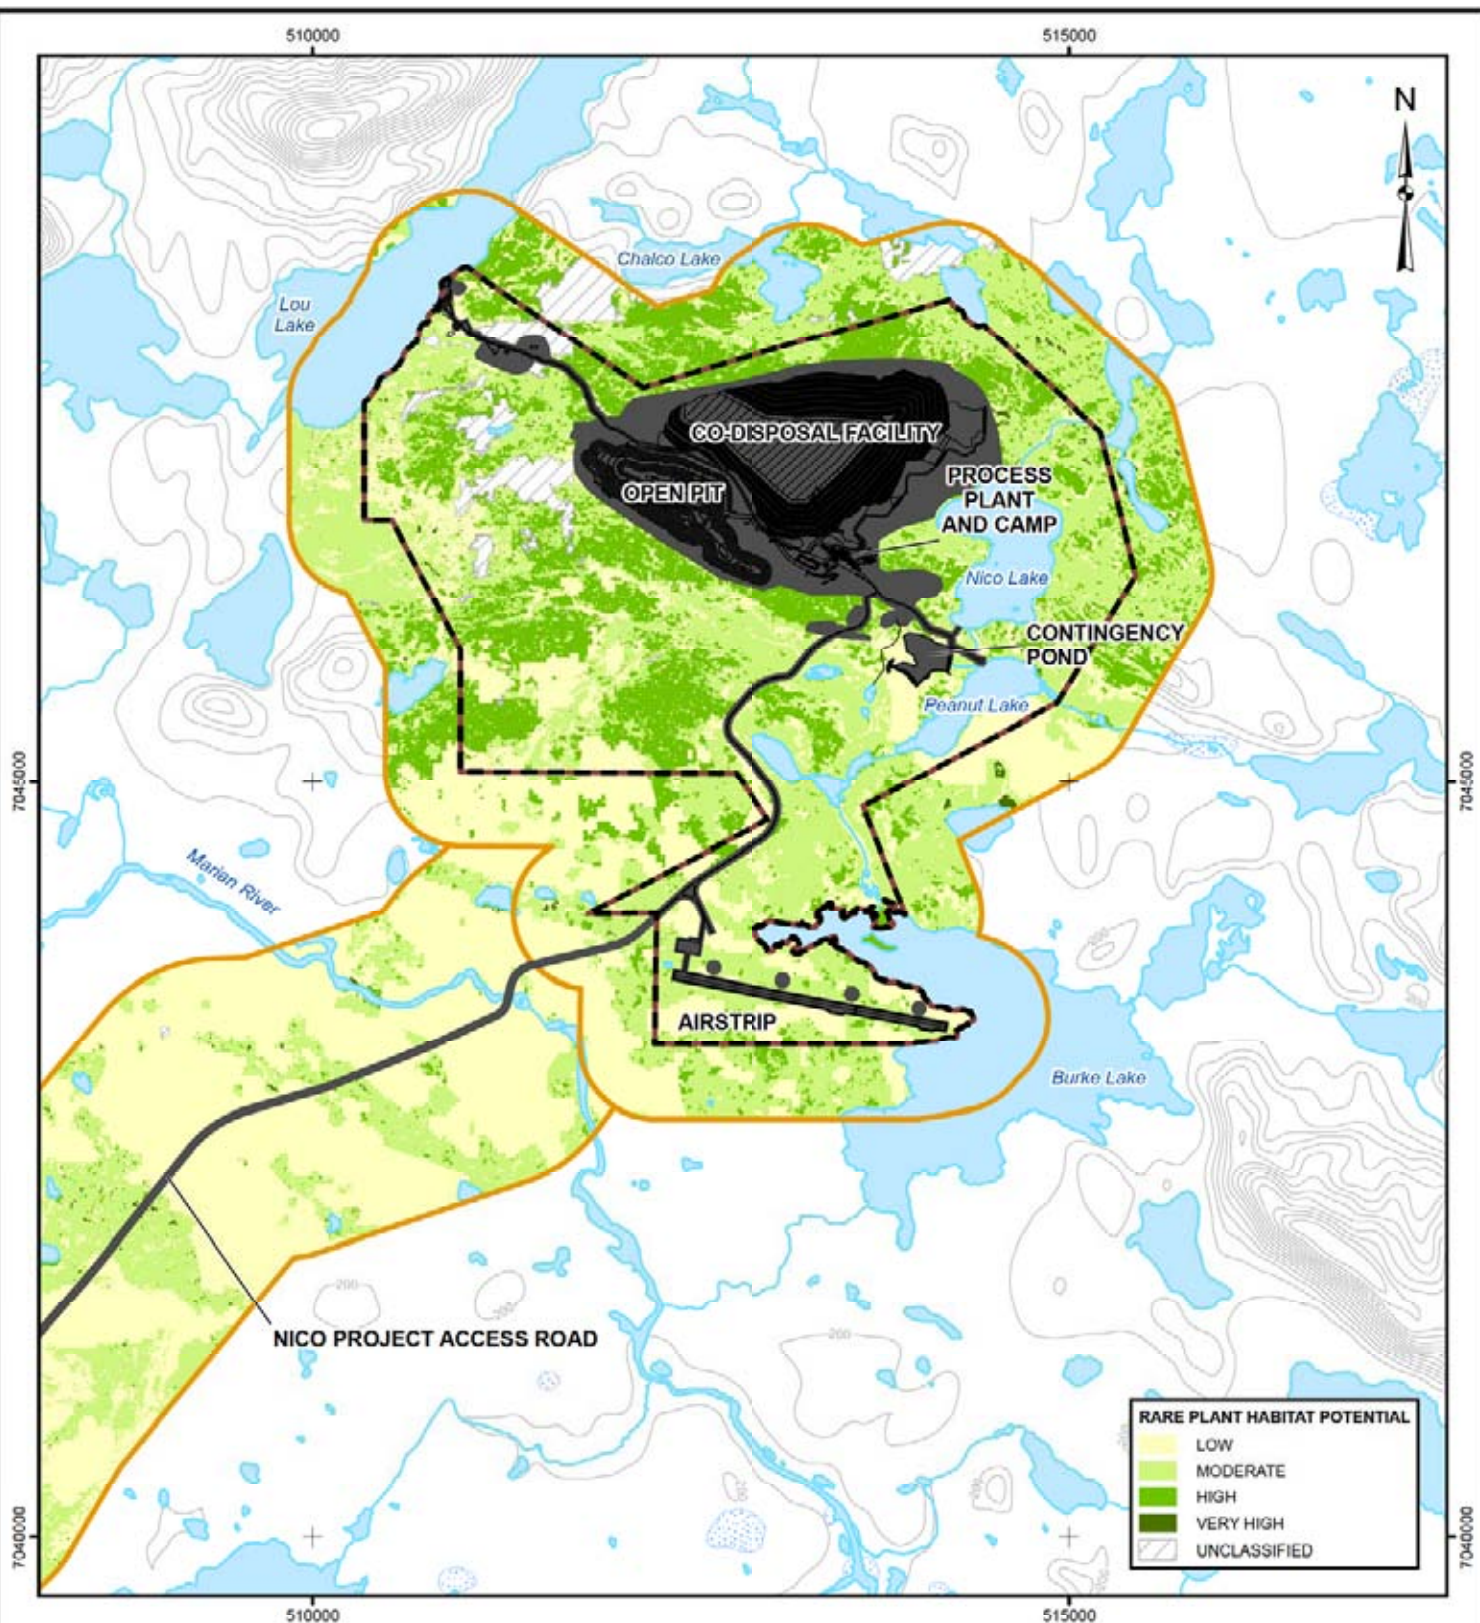 510000
515000
N
Chalco Lake
Lou
Lake
CO-DISPOSAL FACILITY
OPEN PIT
PROCESS
PLANT
AND CAMP
Nico Lake
CONTINGENCY
POND
Peanut Lake
7045000
7045000
Marian River
AIRSTRIP
Burke Lake
200
200
200
200
NICO PROJECT ACCESS ROAD
RARE PLANT HABITAT POTENTIAL
LOW
MODERATE
HIGH
VERY HIGH
UNCLASSIFIED
7040000
7040000
510000
515000